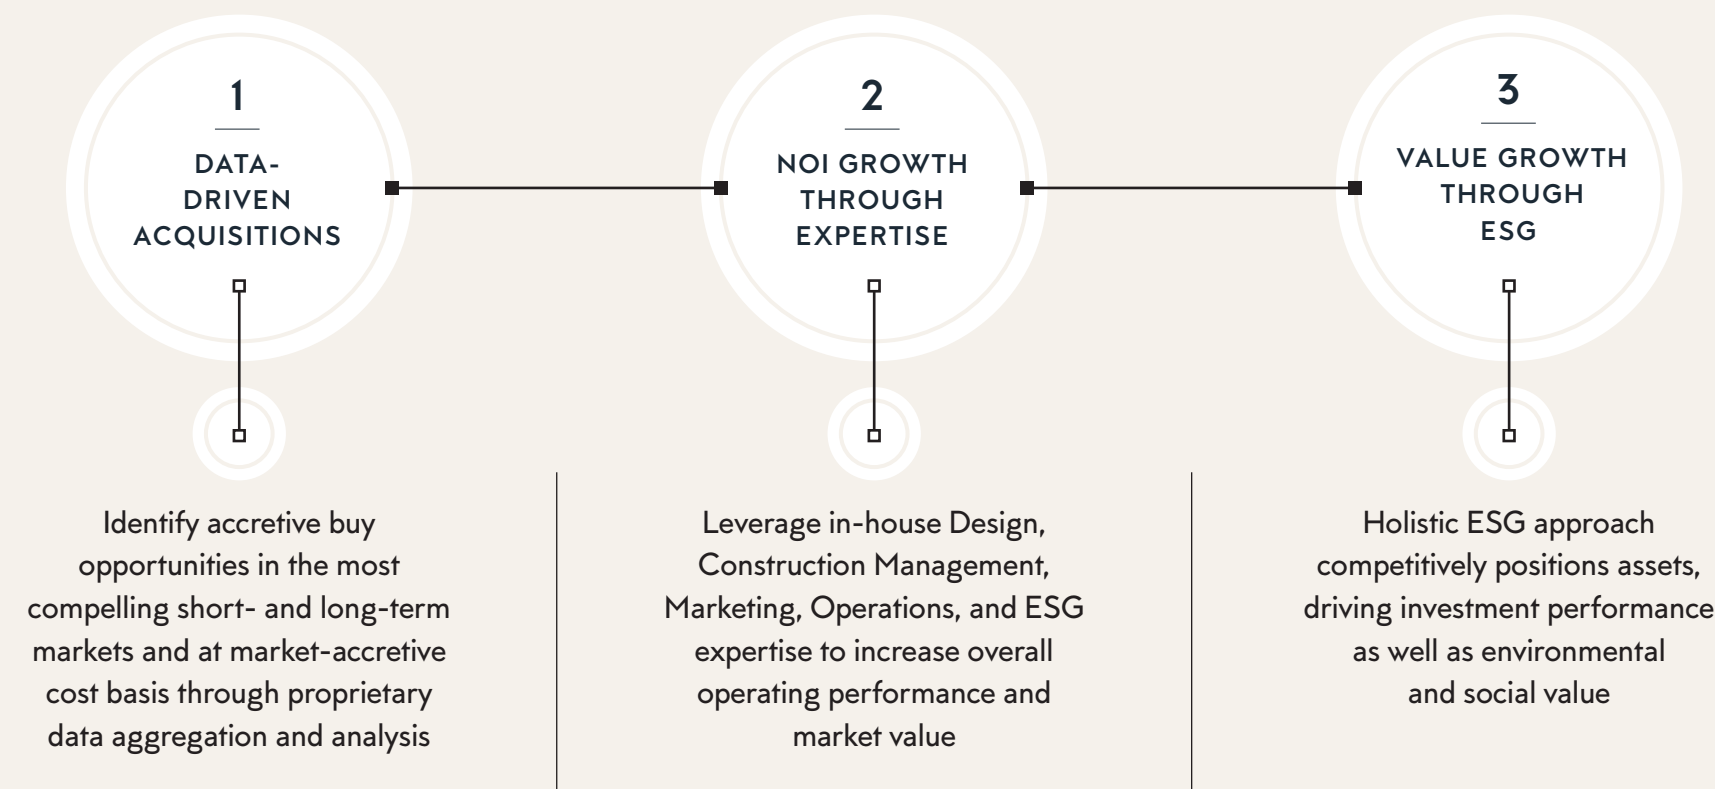 1
DATA-
DRIVEN
ACQUISITIONS
Identify accretive buy
opportunities in the most
compelling short- and long-term
markets and at market-accretive
cost basis through proprietary
data aggregation and analysis
2
NOI GROWTH
THROUGH
EXPERTISE
Leverage in-house Design,
Construction Management,
Marketing, Operations, and ESG
expertise to increase overall
operating performance and
market value
3
VALUE GROWTH
THROUGH
ESG
Holistic ESG approach
competitively positions assets,
driving investment performance
as well as environmental
and social value